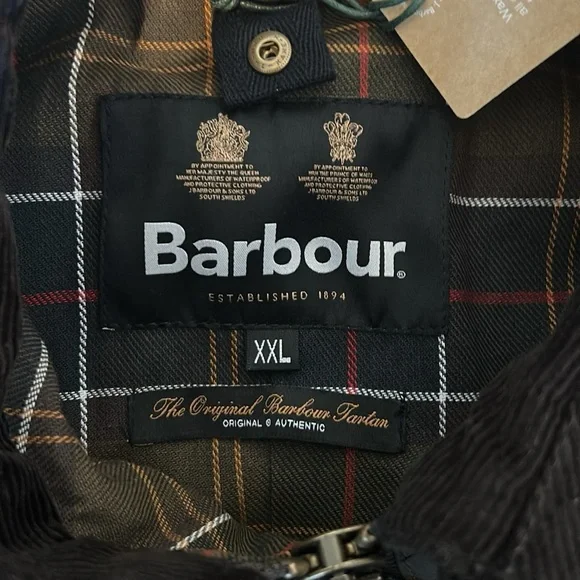 BY APPOINTMENT TO
HER MAJESTY THE QUEEN
MANUFACTURERS OF WATERPROOF
AND PROTECTIVE CLOTHING
J BARBOUR & SONS LTD
SOUTH SHIELDS
BY APPOINTMENT TO
HRH THE PRINCE OF WALES
MANUFACTURERS OF WATERPROOF
AND PROTECTIVE CLOTHING
J BARBOUR & SONS LTD
SOUTH SHIELDS
Barbour®
ESTABLISHED 1894
XXL
The Original Barbour Tartan
ORIGINAL & AUTHENTIC